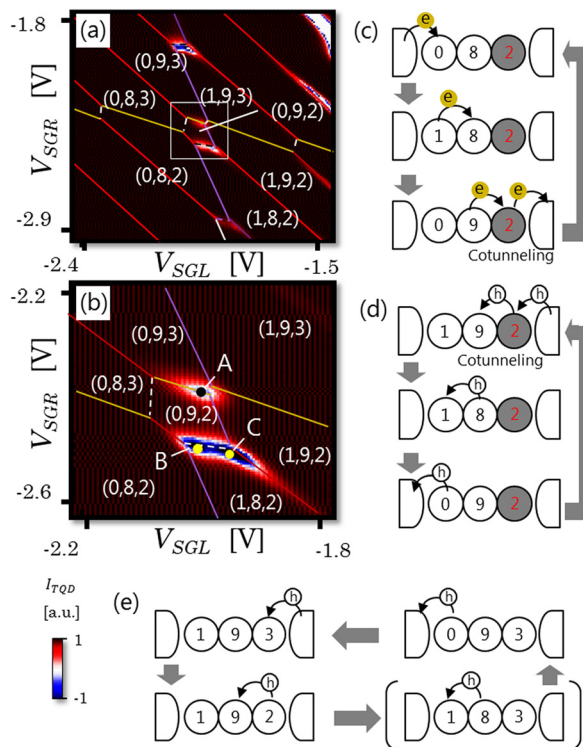 -1.8
(a)
(0,9,3)
(0,8,3)
(1,9,3)
(0,9,2)
(0,8,2)
(1,9,2)
(1,8,2)
V_SGR [V]
-2.9
-2.4
V_SGL [V]
-1.5
-2.2
(b)
(0,9,3)
(1,9,3)
A
(0,8,3)
(0,9,2)
B
C
(1,9,2)
(0,8,2)
(1,8,2)
V_SGR [V]
-2.6
-2.2
V_SGL [V]
-1.8
(c)
e
0 8 2
e
1 8 2
e e
0 9 2
Cotunneling
(d)
h h
1 9 2
Cotunneling
h
1 8 2
h
0 9 2
I_TQD
[a.u.]
1
-1
(e)
h
1 9 3
h
0 9 3
h
1 9 2
h
1 8 3